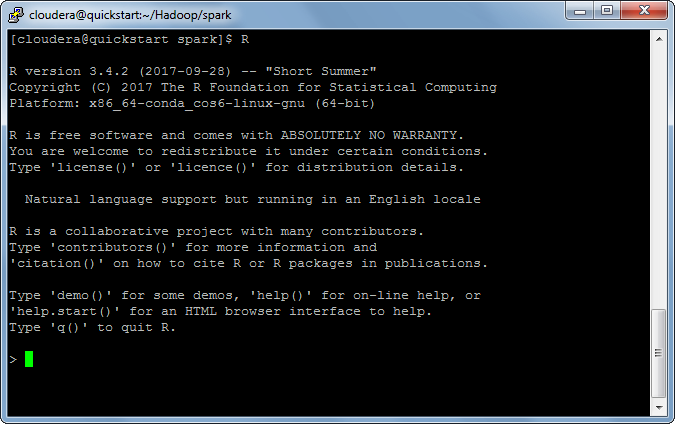 cloudera@quickstart:~/Hadoop/spark
[cloudera@quickstart spark]$ R
R version 3.4.2 (2017-09-28) -- "Short Summer"
Copyright (C) 2017 The R Foundation for Statistical Computing
Platform: x86_64-conda_cos6-linux-gnu (64-bit)
R is free software and comes with ABSOLUTELY NO WARRANTY.
You are welcome to redistribute it under certain conditions.
Type 'license()' or 'licence()' for distribution details.
Natural language support but running in an English locale
R is a collaborative project with many contributors.
Type 'contributors()' for more information and
'citation()' on how to cite R or R packages in publications.
Type 'demo()' for some demos, 'help()' for on-line help, or
'help.start()' for an HTML browser interface to help.
Type 'q()' to quit R.
>